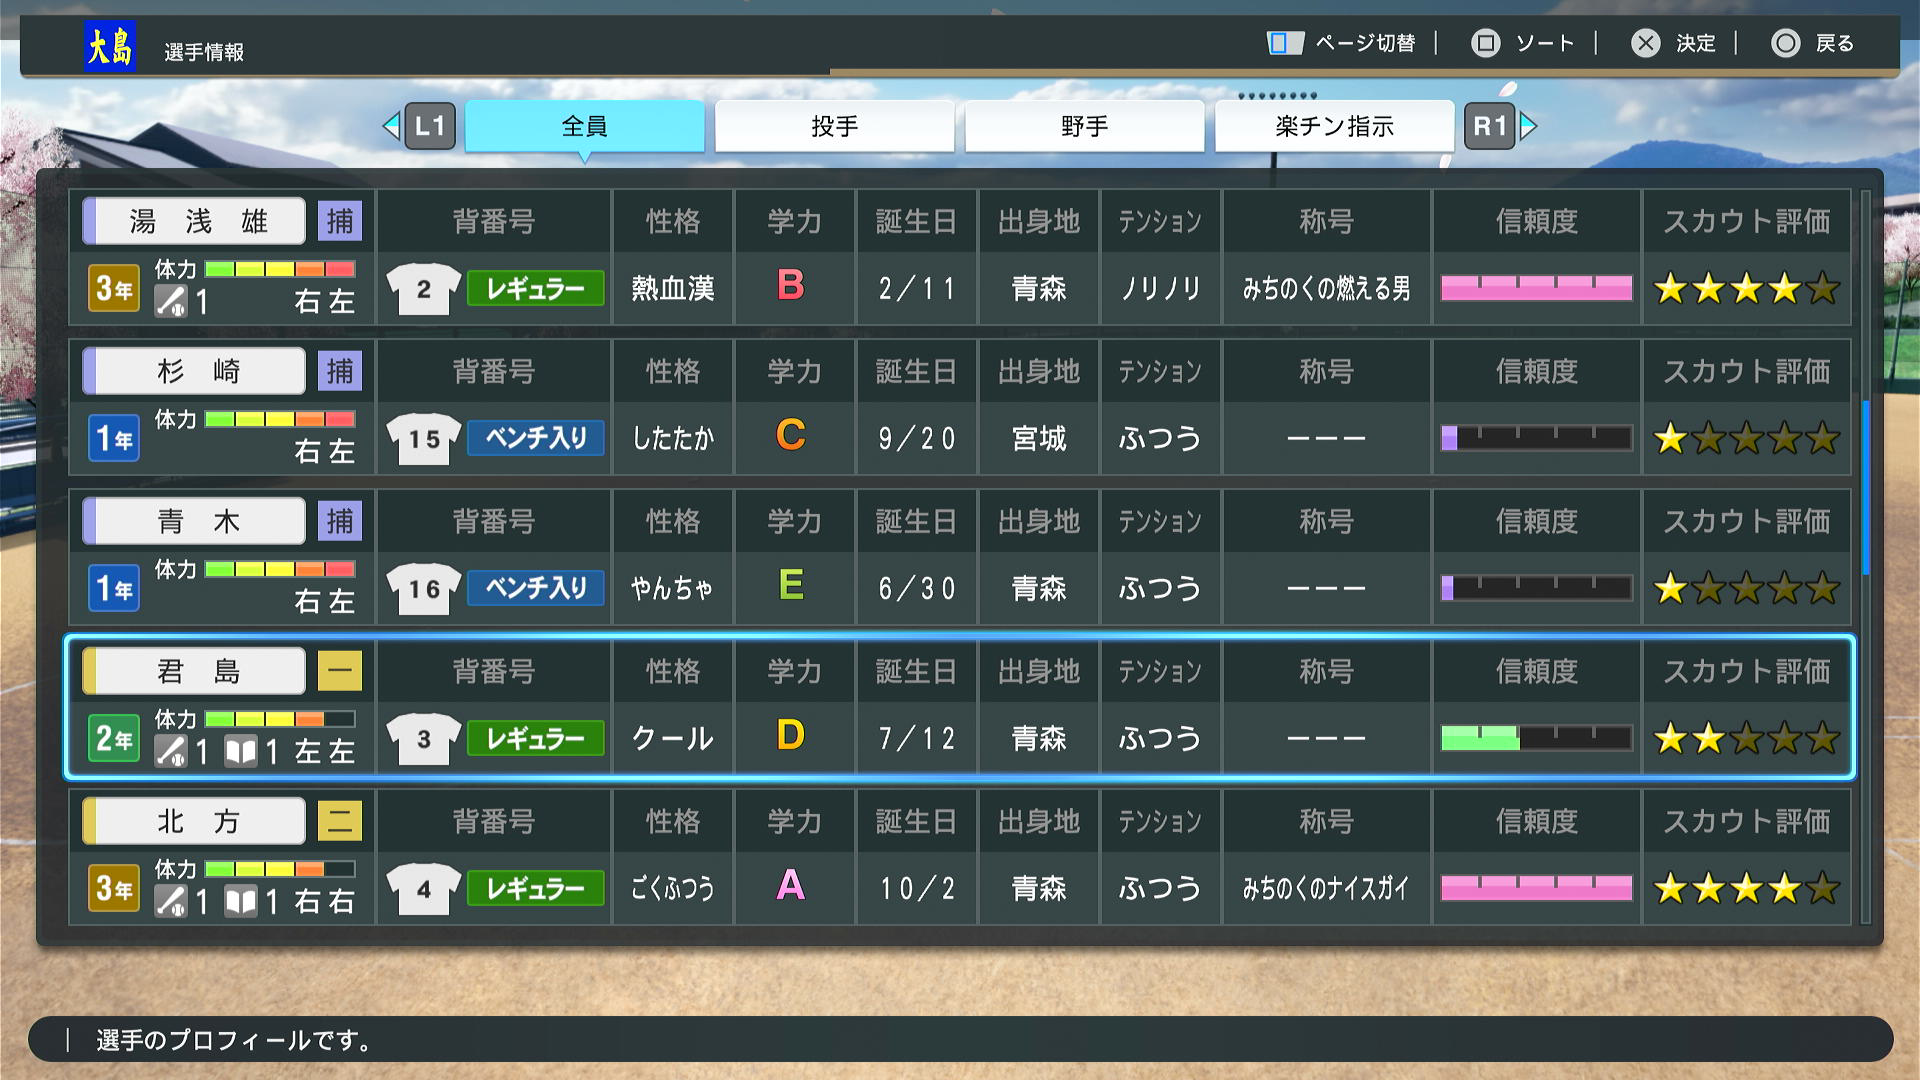 大島 選手情報 ページ切替 ソート 決定 戻る
L1 全員 投手 野手 楽チン指示 R1
湯浅雄 捕 背番号 性格 学力 誕生日 出身地 テンション 称号 信頼度 スカウト評価
3年 体力 1 右左 2 レギュラー 熱血漢 B 2/11 青森 ノリノリ みちのくの燃える男
杉崎 捕 背番号 性格 学力 誕生日 出身地 テンション 称号 信頼度 スカウト評価
1年 体力 右左 15 ベンチ入り したたか C 9/20 宮城 ふつう ーーー
青木 捕 背番号 性格 学力 誕生日 出身地 テンション 称号 信頼度 スカウト評価
1年 体力 右左 16 ベンチ入り やんちゃ E 6/30 青森 ふつう ーーー
君島 一 背番号 性格 学力 誕生日 出身地 テンション 称号 信頼度 スカウト評価
2年 体力 1 1 左左 3 レギュラー クール D 7/12 青森 ふつう ーーー
北方 二 背番号 性格 学力 誕生日 出身地 テンション 称号 信頼度 スカウト評価
3年 体力 1 1 右右 4 レギュラー ごくふつう A 10/2 青森 ふつう みちのくのナイスガイ
選手のプロフィールです。